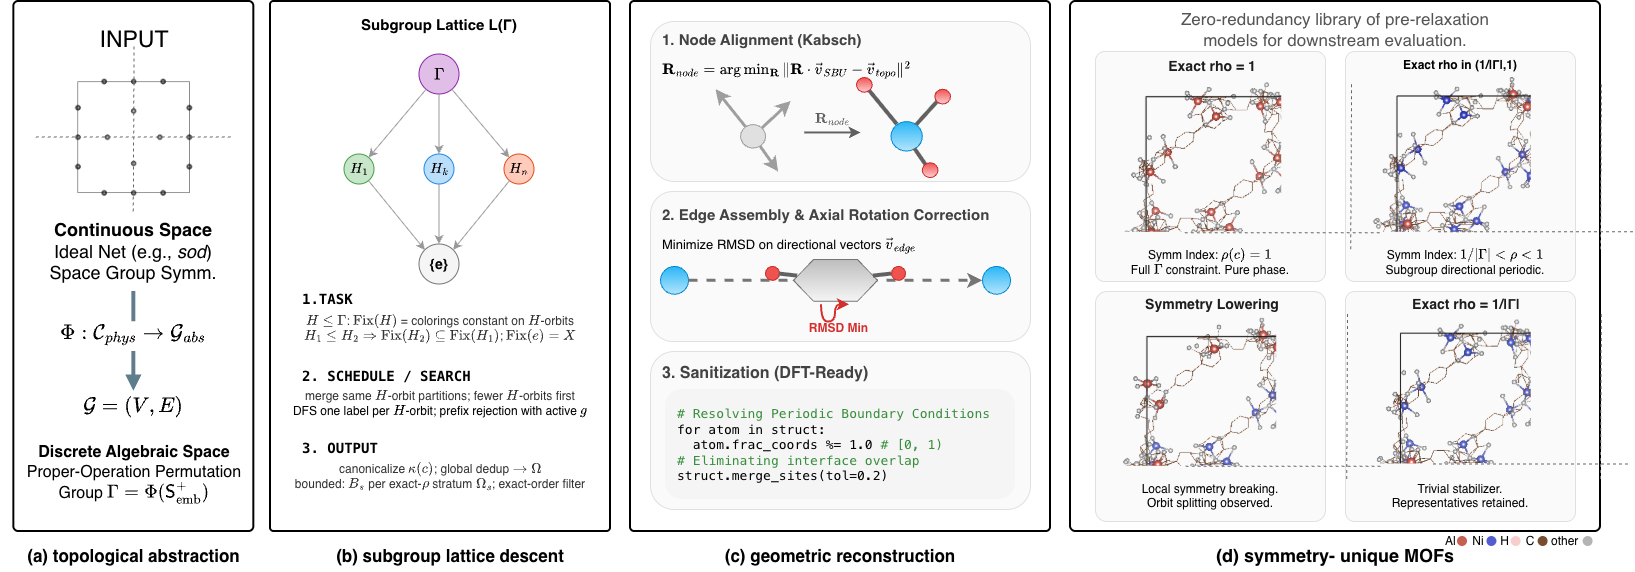 INPUT
Continuous Space
Ideal Net (e.g., sod)
Space Group Symm.
Φ : 𝒞_phys → 𝒢_abs
𝒢 = (V, E)
Discrete Algebraic Space
Proper-Operation Permutation
Group Γ = Φ(S⁺_emb)
(a) topological abstraction
Subgroup Lattice L(Γ)
Γ
H₁ H_k H_n
{e}
1.TASK
H ≤ Γ: Fix(H) = colorings constant on H-orbits
H₁ ≤ H₂ ⇒ Fix(H₂) ⊆ Fix(H₁); Fix(e) = X
2. SCHEDULE / SEARCH
merge same H-orbit partitions; fewer H-orbits first
DFS one label per H-orbit; prefix rejection with active g
3. OUTPUT
canonicalize κ(c); global dedup → Ω
bounded: B_s per exact-ρ stratum Ω_s; exact-order filter
(b) subgroup lattice descent
1. Node Alignment (Kabsch)
R_node = arg min_R ‖R · v⃗_SBU − v⃗_topo‖²
R_node
2. Edge Assembly & Axial Rotation Correction
Minimize RMSD on directional vectors v⃗_edge
RMSD Min
3. Sanitization (DFT-Ready)
# Resolving Periodic Boundary Conditions
for atom in struct:
atom.frac_coords %= 1.0 # [0, 1)
# Eliminating interface overlap
struct.merge_sites(tol=0.2)
(c) geometric reconstruction
Zero-redundancy library of pre-relaxation
models for downstream evaluation.
Exact rho = 1
Symm Index: ρ(c) = 1
Full Γ constraint. Pure phase.
Exact rho in (1/|Γ|,1)
Symm Index: 1/|Γ| < ρ < 1
Subgroup directional periodic.
Symmetry Lowering
Local symmetry breaking.
Orbit splitting observed.
Exact rho = 1/|Γ|
Trivial stabilizer.
Representatives retained.
Al Ni H C other
(d) symmetry- unique MOFs